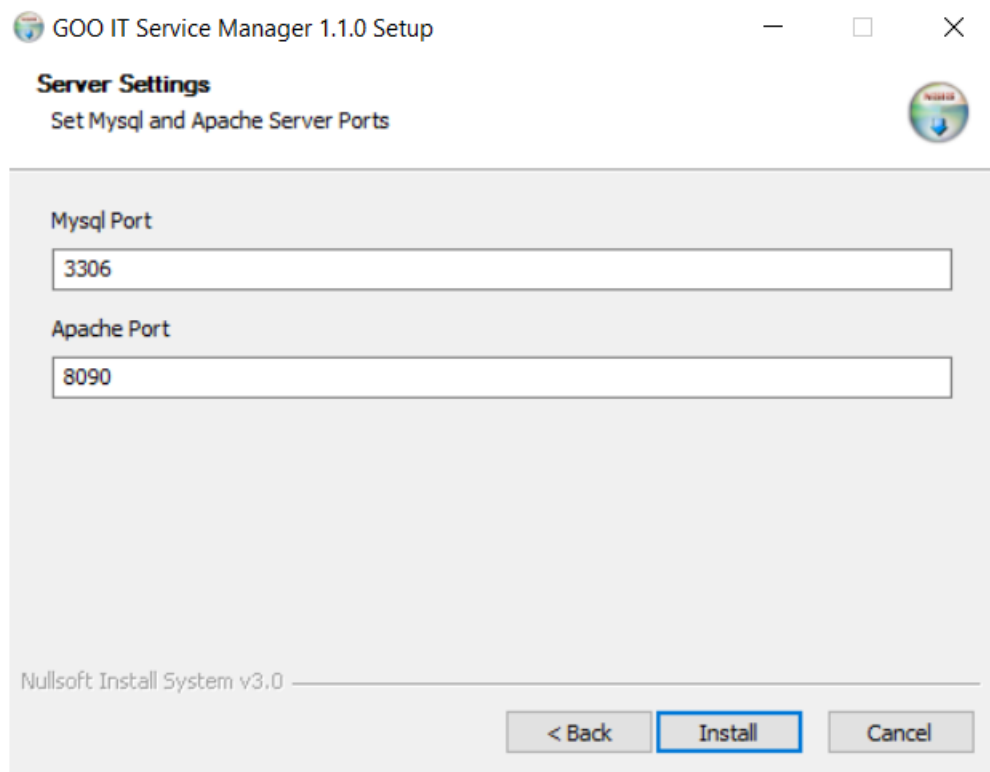 GOO IT Service Manager 1.1.0 Setup
Server Settings
Set Mysql and Apache Server Ports
Mysql Port
3306
Apache Port
8090
Nullsoft Install System v3.0
< Back Install Cancel